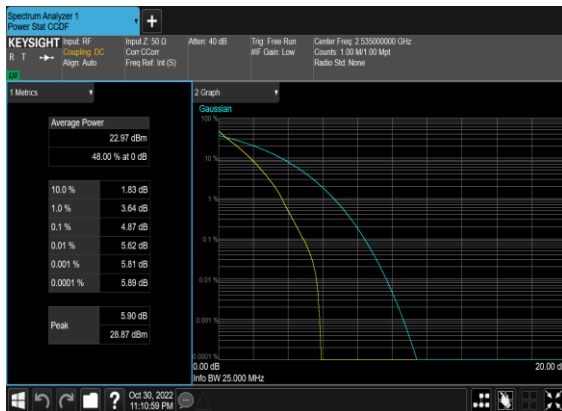 Spectrum Analyzer 1
Power Stat CCDF
+
KEYSIGHT
R T
Input: RF
Coupling: DC
Align: Auto
Input Z: 50 Ω
Corr CCorr
Freq Ref: Int (S)
Atten: 40 dB
Trig: Free Run
#IF Gain: Low
Center Freq: 2.535000000 GHz
Counts: 1.00 M/1.00 Mpt
Radio Std: None
1 Metrics
Average Power
22.97 dBm
48.00 % at 0 dB
10.0 % 1.83 dB
1.0 % 3.64 dB
0.1 % 4.87 dB
0.01 % 5.62 dB
0.001 % 5.81 dB
0.0001 % 5.89 dB
Peak
5.90 dB
28.87 dBm
2 Graph
Gaussian
100 %
10 %
1 %
0.1 %
0.01 %
0.001 %
0.0001 %
0.00 dB
20.00 d
Info BW 25.000 MHz
?
Oct 30, 2022
11:10:59 PM